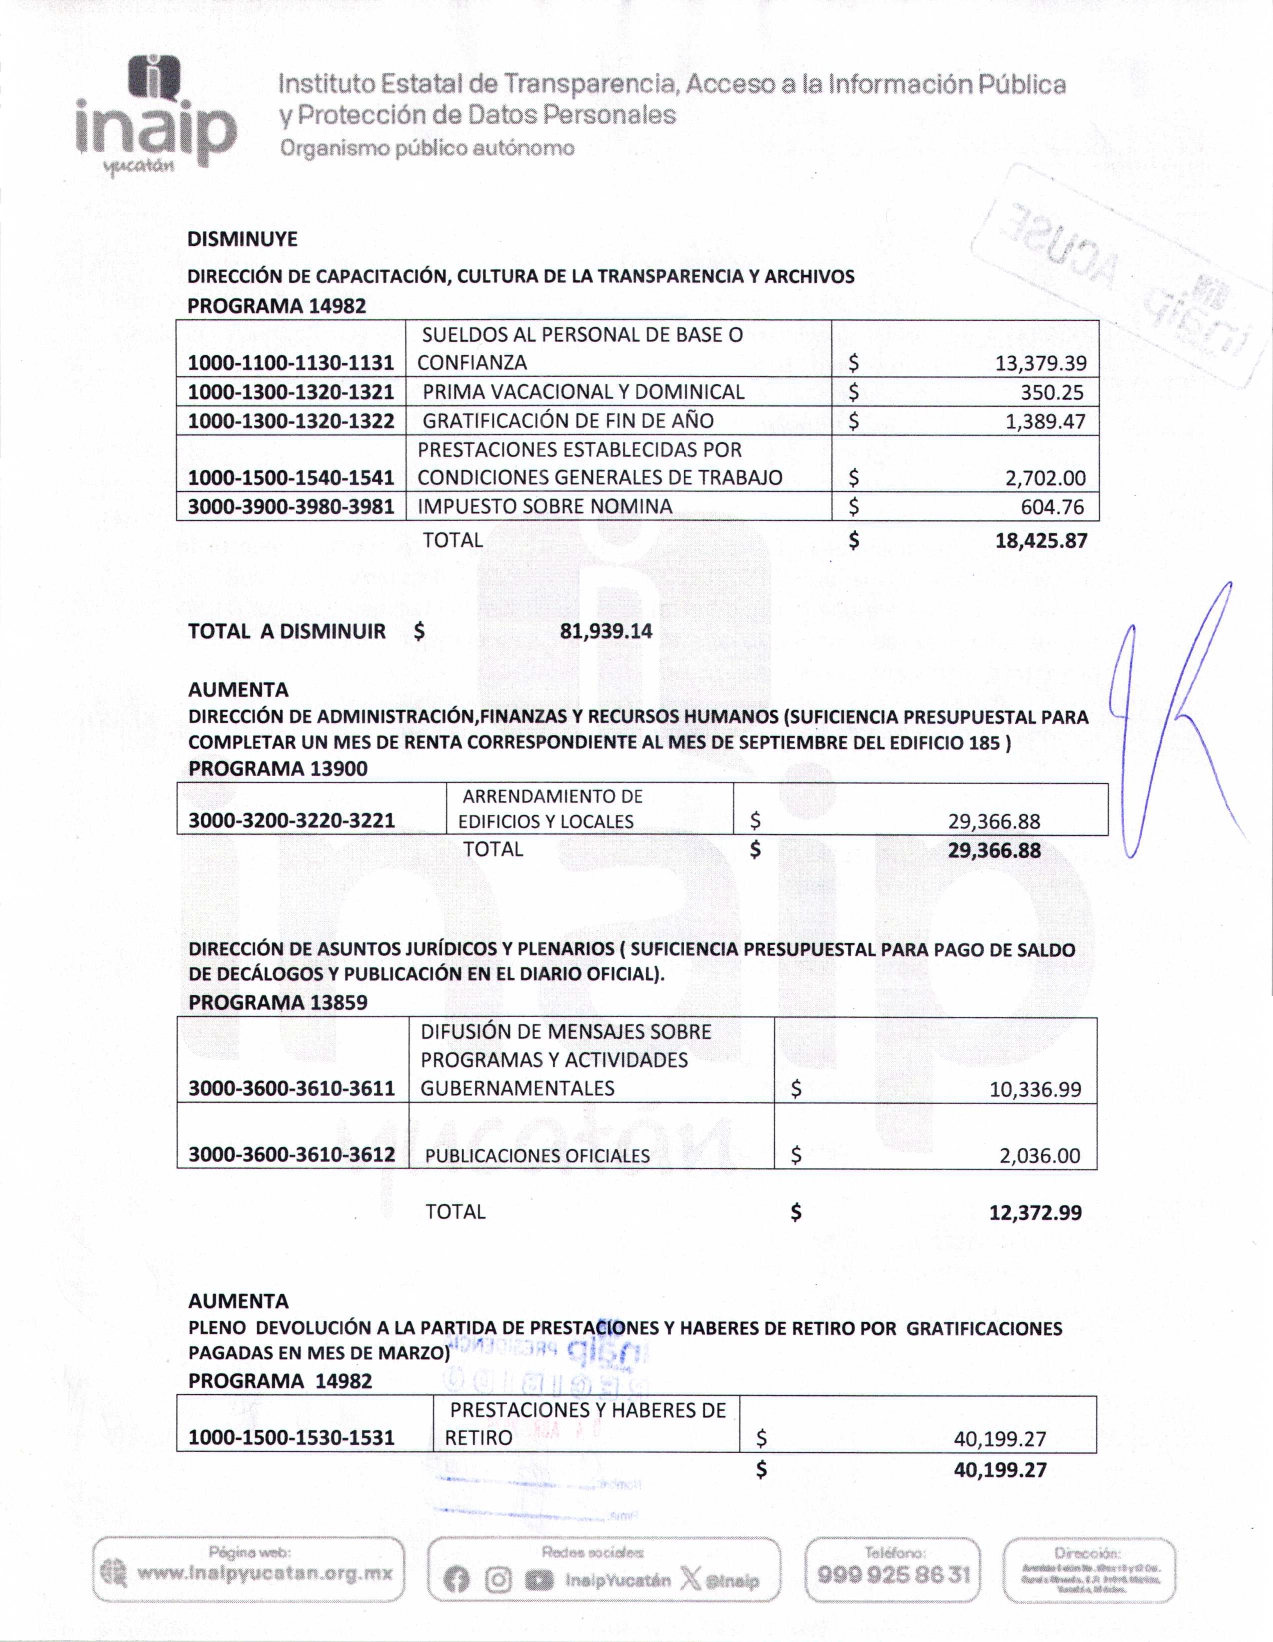 inaip
yucatán
Instituto Estatal de Transparencia, Acceso a la Información Pública
y Protección de Datos Personales
Organismo público autónomo
ACUSE
inaip
DISMINUYE
DIRECCIÓN DE CAPACITACIÓN, CULTURA DE LA TRANSPARENCIA Y ARCHIVOS
PROGRAMA 14982
SUELDOS AL PERSONAL DE BASE O
1000-1100-1130-1131 CONFIANZA $ 13,379.39
1000-1300-1320-1321 PRIMA VACACIONAL Y DOMINICAL $ 350.25
1000-1300-1320-1322 GRATIFICACIÓN DE FIN DE AÑO $ 1,389.47
PRESTACIONES ESTABLECIDAS POR
1000-1500-1540-1541 CONDICIONES GENERALES DE TRABAJO $ 2,702.00
3000-3900-3980-3981 IMPUESTO SOBRE NOMINA $ 604.76
TOTAL $ 18,425.87
TOTAL A DISMINUIR $ 81,939.14
AUMENTA
DIRECCIÓN DE ADMINISTRACIÓN,FINANZAS Y RECURSOS HUMANOS (SUFICIENCIA PRESUPUESTAL PARA
COMPLETAR UN MES DE RENTA CORRESPONDIENTE AL MES DE SEPTIEMBRE DEL EDIFICIO 185 )
PROGRAMA 13900
ARRENDAMIENTO DE
3000-3200-3220-3221 EDIFICIOS Y LOCALES $ 29,366.88
TOTAL $ 29,366.88
DIRECCIÓN DE ASUNTOS JURÍDICOS Y PLENARIOS ( SUFICIENCIA PRESUPUESTAL PARA PAGO DE SALDO
DE DECÁLOGOS Y PUBLICACIÓN EN EL DIARIO OFICIAL).
PROGRAMA 13859
DIFUSIÓN DE MENSAJES SOBRE
PROGRAMAS Y ACTIVIDADES
3000-3600-3610-3611 GUBERNAMENTALES $ 10,336.99
3000-3600-3610-3612 PUBLICACIONES OFICIALES $ 2,036.00
TOTAL $ 12,372.99
AUMENTA
PLENO DEVOLUCIÓN A LA PARTIDA DE PRESTACIONES Y HABERES DE RETIRO POR GRATIFICACIONES
PAGADAS EN MES DE MARZO)
inaip PRESIDENCIA
PROGRAMA 14982
RECIBIDO
PRESTACIONES Y HABERES DE
1000-1500-1530-1531 RETIRO $ 40,199.27
$ 40,199.27
Página web:
www.inaipyucatan.org.mx
Redes sociales:
InaipYucatán @Inaip
Teléfono:
999 925 86 31
Dirección: